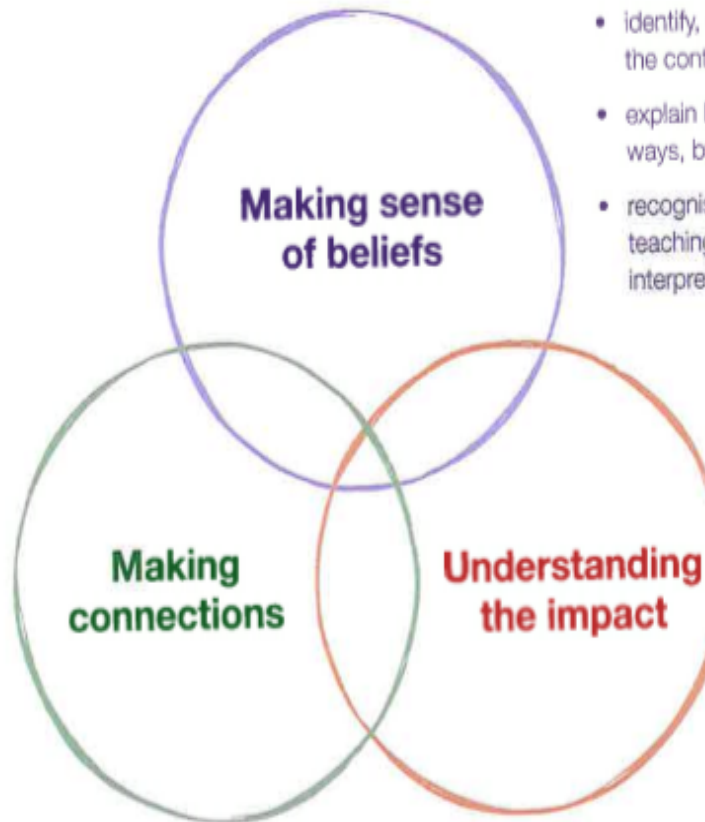 • identify,
the cont
• explain
ways, b
• recognis
teaching
interpre
Making sense
of beliefs
Making
connections
Understanding
the impact